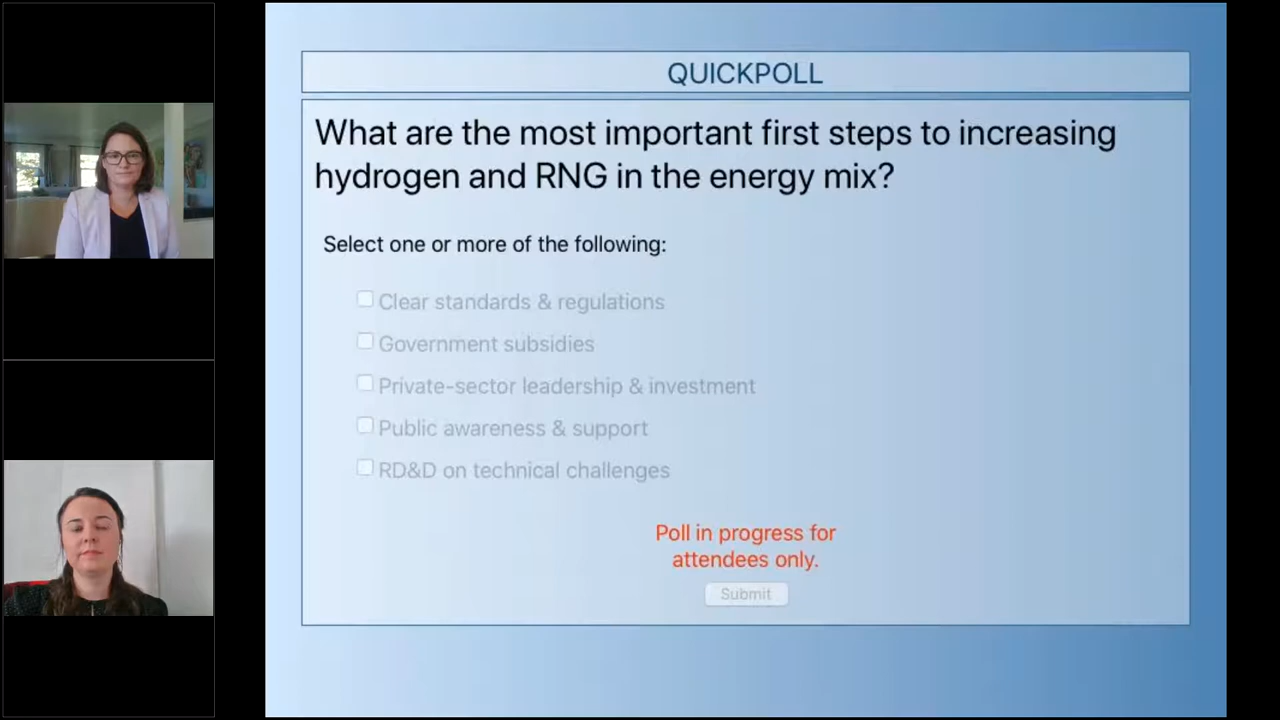 QUICKPOLL
What are the most important first steps to increasing
hydrogen and RNG in the energy mix?
Select one or more of the following:
Clear standards & regulations
Government subsidies
Private-sector leadership & investment
Public awareness & support
RD&D on technical challenges
Poll in progress for
attendees only.
Submit